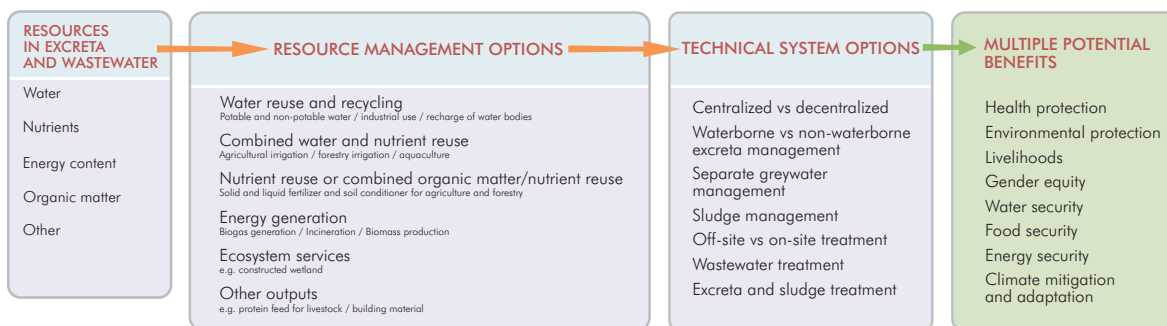 RESOURCES
IN EXCRETA
AND WASTEWATER
Water
Nutrients
Energy content
Organic matter
Other
RESOURCE MANAGEMENT OPTIONS
Water reuse and recycling
Potable and non-potable water / industrial use / recharge of water bodies
Combined water and nutrient reuse
Agricultural irrigation / forestry irrigation / aquaculture
Nutrient reuse or combined organic matter/nutrient reuse
Solid and liquid fertilizer and soil conditioner for agriculture and forestry
Energy generation
Biogas generation / Incineration / Biomass production
Ecosystem services
e.g. constructed wetland
Other outputs
e.g. protein feed for livestock / building material
TECHNICAL SYSTEM OPTIONS
Centralized vs decentralized
Waterborne vs non-waterborne
excreta management
Separate greywater
management
Sludge management
Off-site vs on-site treatment
Wastewater treatment
Excreta and sludge treatment
MULTIPLE POTENTIAL
BENEFITS
Health protection
Environmental protection
Livelihoods
Gender equity
Water security
Food security
Energy security
Climate mitigation
and adaptation